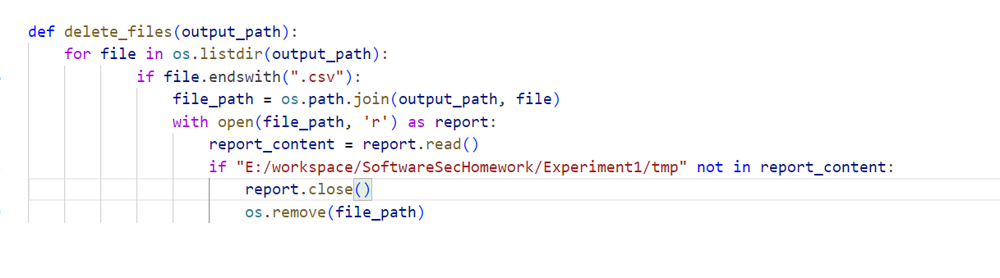 def delete_files(output_path):
    for file in os.listdir(output_path):
            if file.endswith(".csv"):
                file_path = os.path.join(output_path, file)
                with open(file_path, 'r') as report:
                    report_content = report.read()
                    if "E:/workspace/SoftwareSecHomework/Experiment1/tmp" not in report_content:
                        report.close()
                        os.remove(file_path)